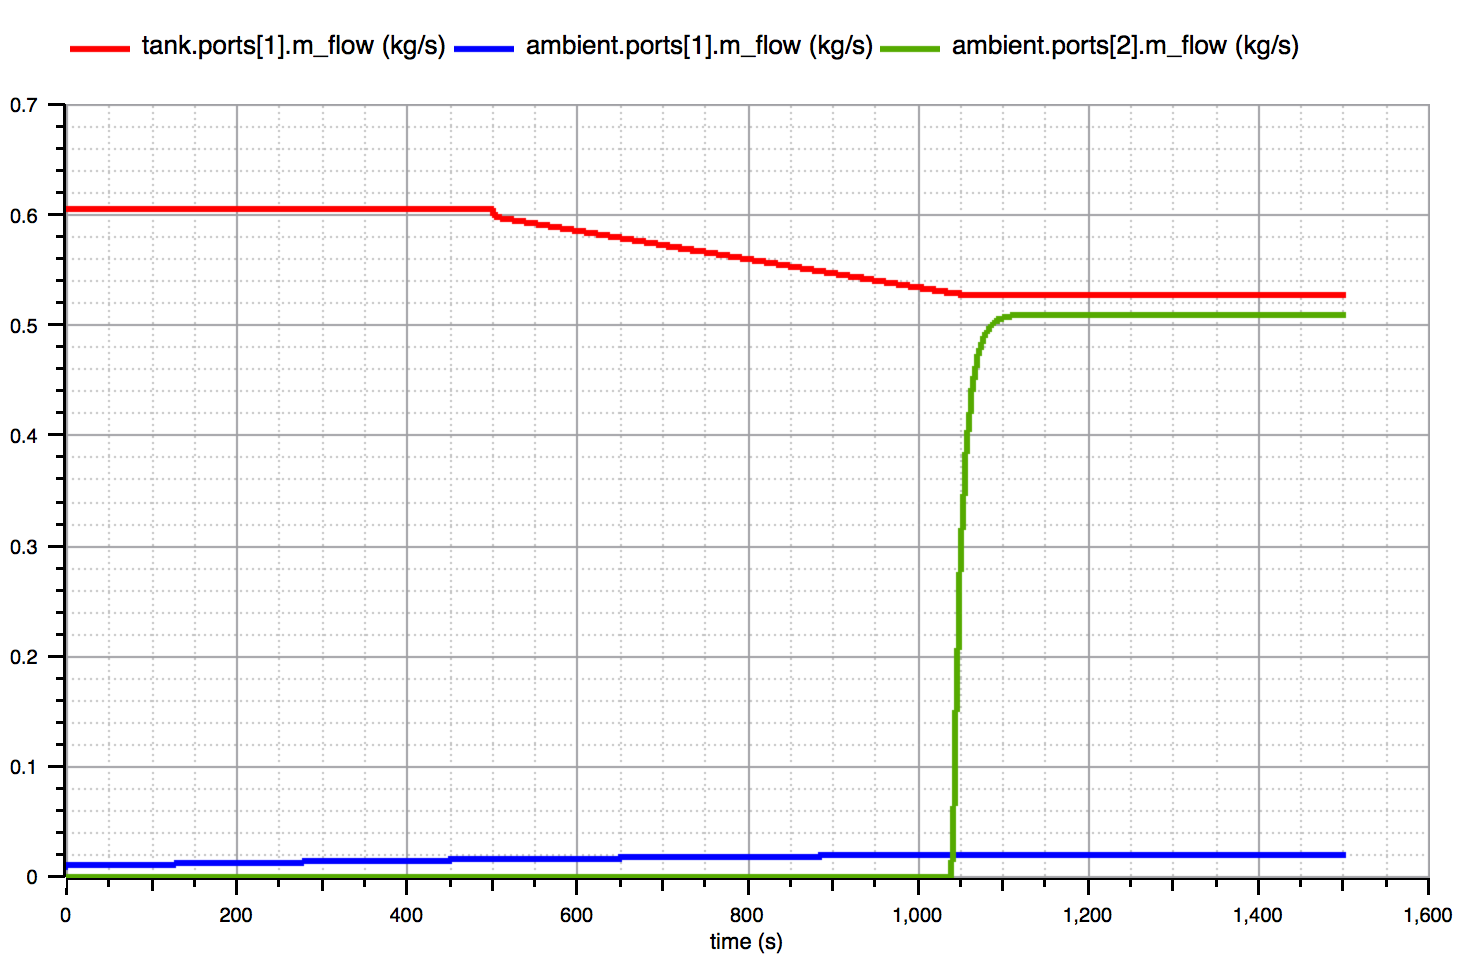 tank.ports[1].m_flow (kg/s) ambient.ports[1].m_flow (kg/s) ambient.ports[2].m_flow (kg/s)
0.7
0.6
0.5
0.4
0.3
0.2
0.1
0
0 200 400 600 800 1,000 1,200 1,400 1,600
time (s)